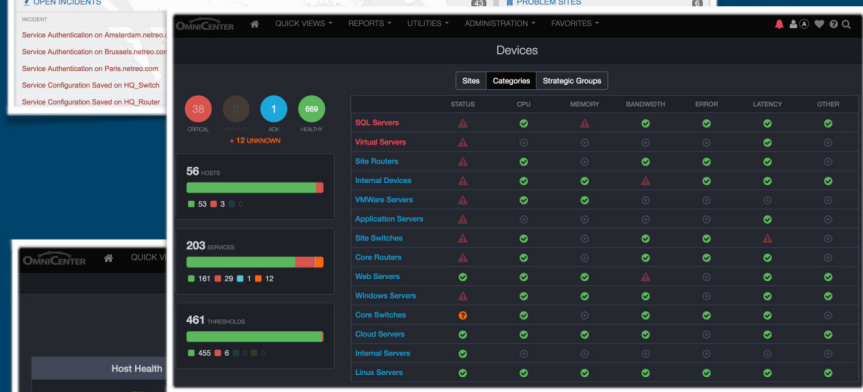 OPEN INCIDENTS
43
PROBLEM SITES
6
INCIDENT
Service Authentication on Amsterdam.netreo.c
Service Authentication on Brussels.netreo.com
Service Authentication on Paris.netreo.com
Service Configuration Saved on HQ_Switch
Service Configuration Saved on HQ_Router
OMNICENTER
QUICK VIEWS
REPORTS
UTILITIES
ADMINISTRATION
FAVORITES
A
Devices
Sites Categories Strategic Groups
38 0 1 669
CRITICAL ACK HEALTHY
+ 12 UNKNOWN
56 HOSTS
53 3 0
203 SERVICES
161 29 1 12
461 THRESHOLDS
455 6 0 0
STATUS CPU MEMORY BANDWIDTH ERROR LATENCY OTHER
SQL Servers
Virtual Servers
Site Routers
Internal Devices
VMWare Servers
Application Servers
Site Switches
Core Routers
Web Servers
Windows Servers
Core Switches
Cloud Servers
Internal Servers
Linux Servers
OMNICENTER
QUICK V
Host Health